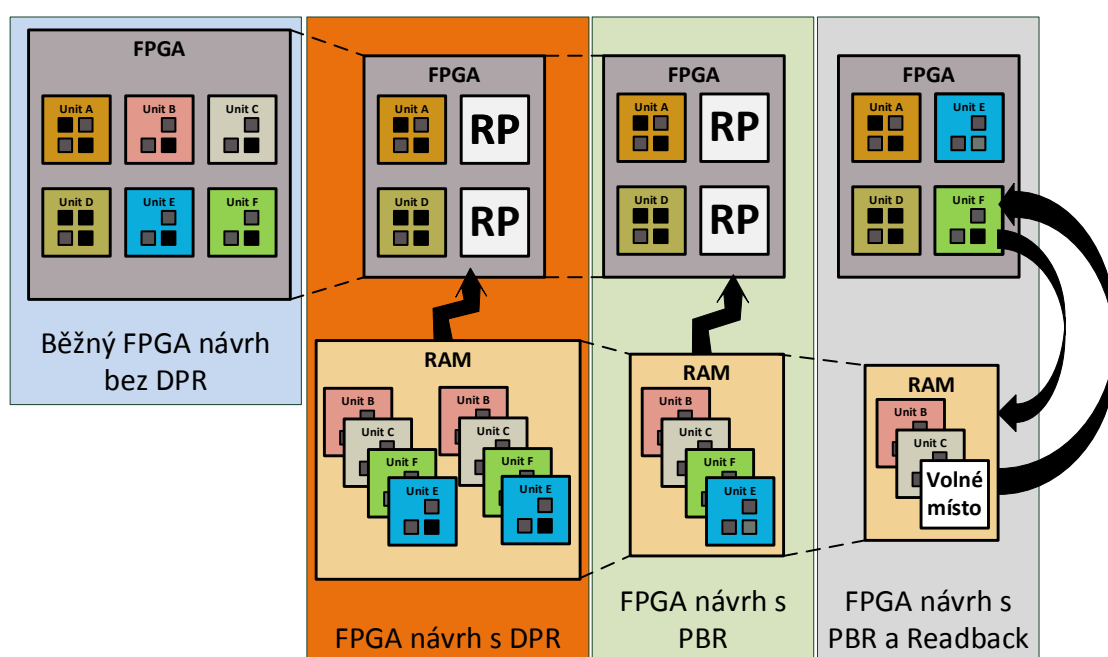 FPGA
Unit A
Unit B
Unit C
Unit D
Unit E
Unit F
Běžný FPGA návrh
bez DPR
FPGA
Unit A
RP
Unit D
RP
RAM
Unit B
Unit C
Unit F
Unit E
Unit B
Unit C
Unit F
Unit E
FPGA návrh s DPR
FPGA
Unit A
RP
Unit D
RP
RAM
Unit B
Unit C
Unit F
Unit E
FPGA návrh s
PBR
FPGA
Unit A
Unit E
Unit D
Unit F
RAM
Unit B
Unit C
Volné
místo
FPGA návrh s
PBR a Readback